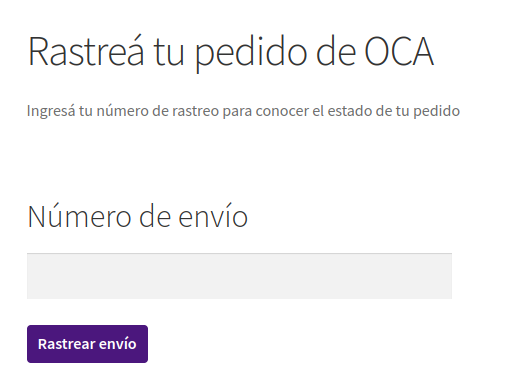 Rastreá tu pedido de OCA
Ingresá tu número de rastreo para conocer el estado de tu pedido
Número de envío
Rastrear envío